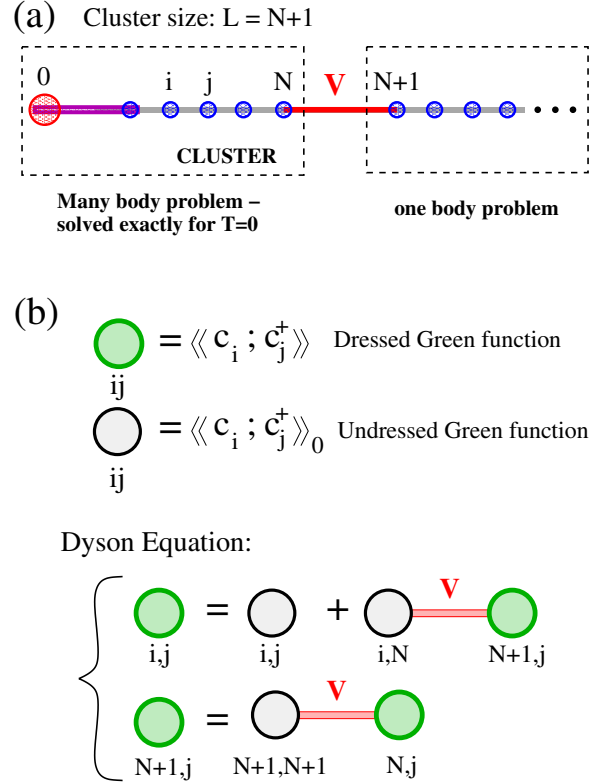 (a) Cluster size: L = N+1
0 i j N V N+1
CLUSTER
Many body problem –
solved exactly for T=0
one body problem
(b)
= ⟪ c_i ; c_j^+ ⟫ Dressed Green function
ij
= ⟪ c_i ; c_j^+ ⟫_0 Undressed Green function
ij
Dyson Equation:
= + V
i,j i,j i,N N+1,j
= V
N+1,j N+1,N+1 N,j